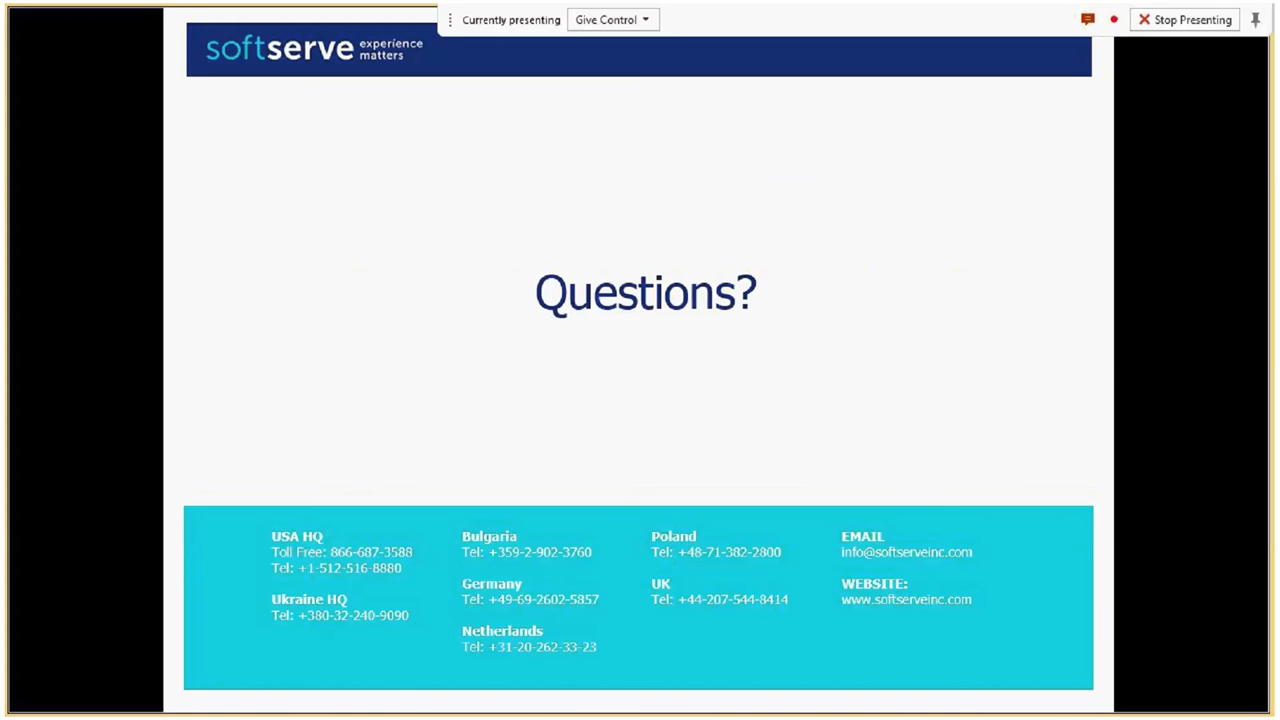 Currently presenting Give Control Stop Presenting
softserve experience matters
Questions?
USA HQ
Toll Free: 866-687-3588
Tel: +1-512-516-8880
Ukraine HQ
Tel: +380-32-240-9090
Bulgaria
Tel: +359-2-902-3760
Germany
Tel: +49-69-2602-5857
Netherlands
Tel: +31-20-262-33-23
Poland
Tel: +48-71-382-2800
UK
Tel: +44-207-544-8414
EMAIL
info@softserveinc.com
WEBSITE:
www.softserveinc.com